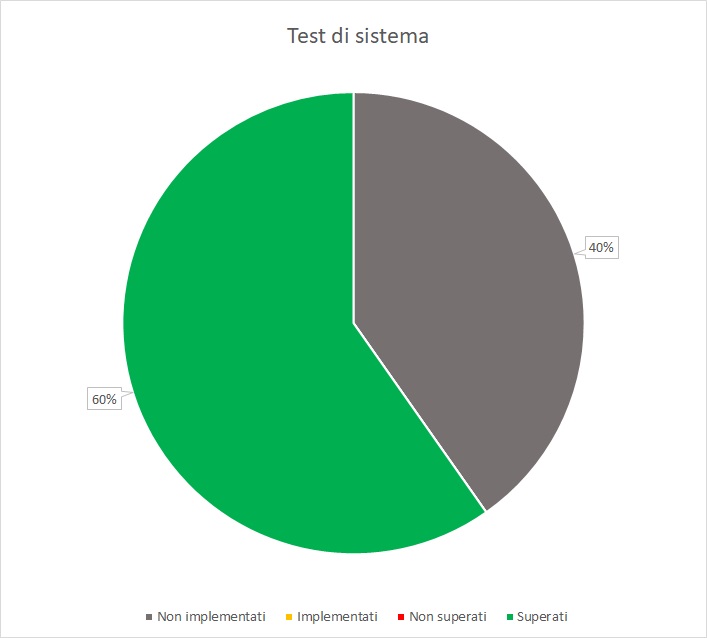 Test di sistema
40%
60%
Non implementati
Implementati
Non superati
Superati